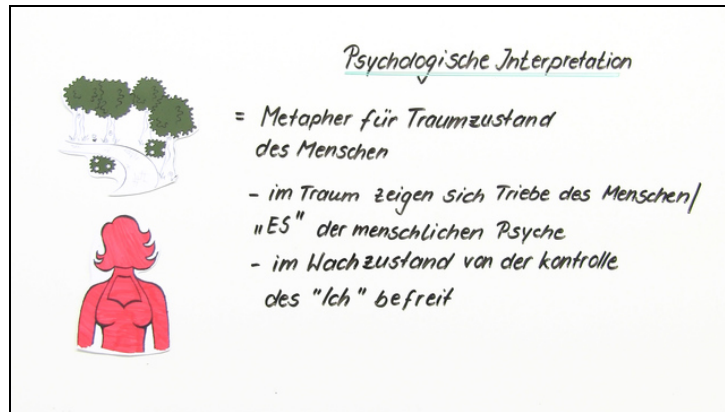 Psychologische Interpretation
= Metapher für Traumzustand
des Menschen
- im Traum zeigen sich Triebe des Menschen/
"ES" der menschlichen Psyche
- im Wachzustand von der kontrolle
des "Ich" befreit